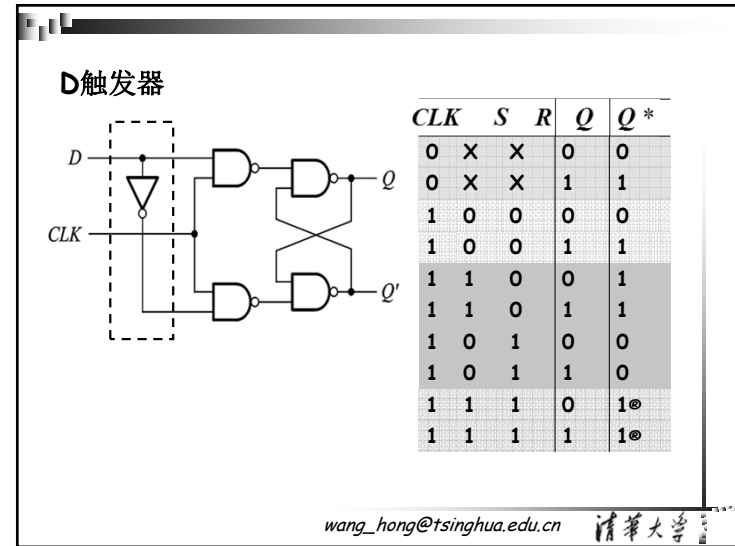 D触发器
D
CLK
Q
Q'
CLK S R Q Q*
0 X X 0 0
0 X X 1 1
1 0 0 0 0
1 0 0 1 1
1 1 0 0 1
1 1 0 1 1
1 0 1 0 0
1 0 1 1 0
1 1 1 0 1®
1 1 1 1 1®
wang_hong@tsinghua.edu.cn 清華大学